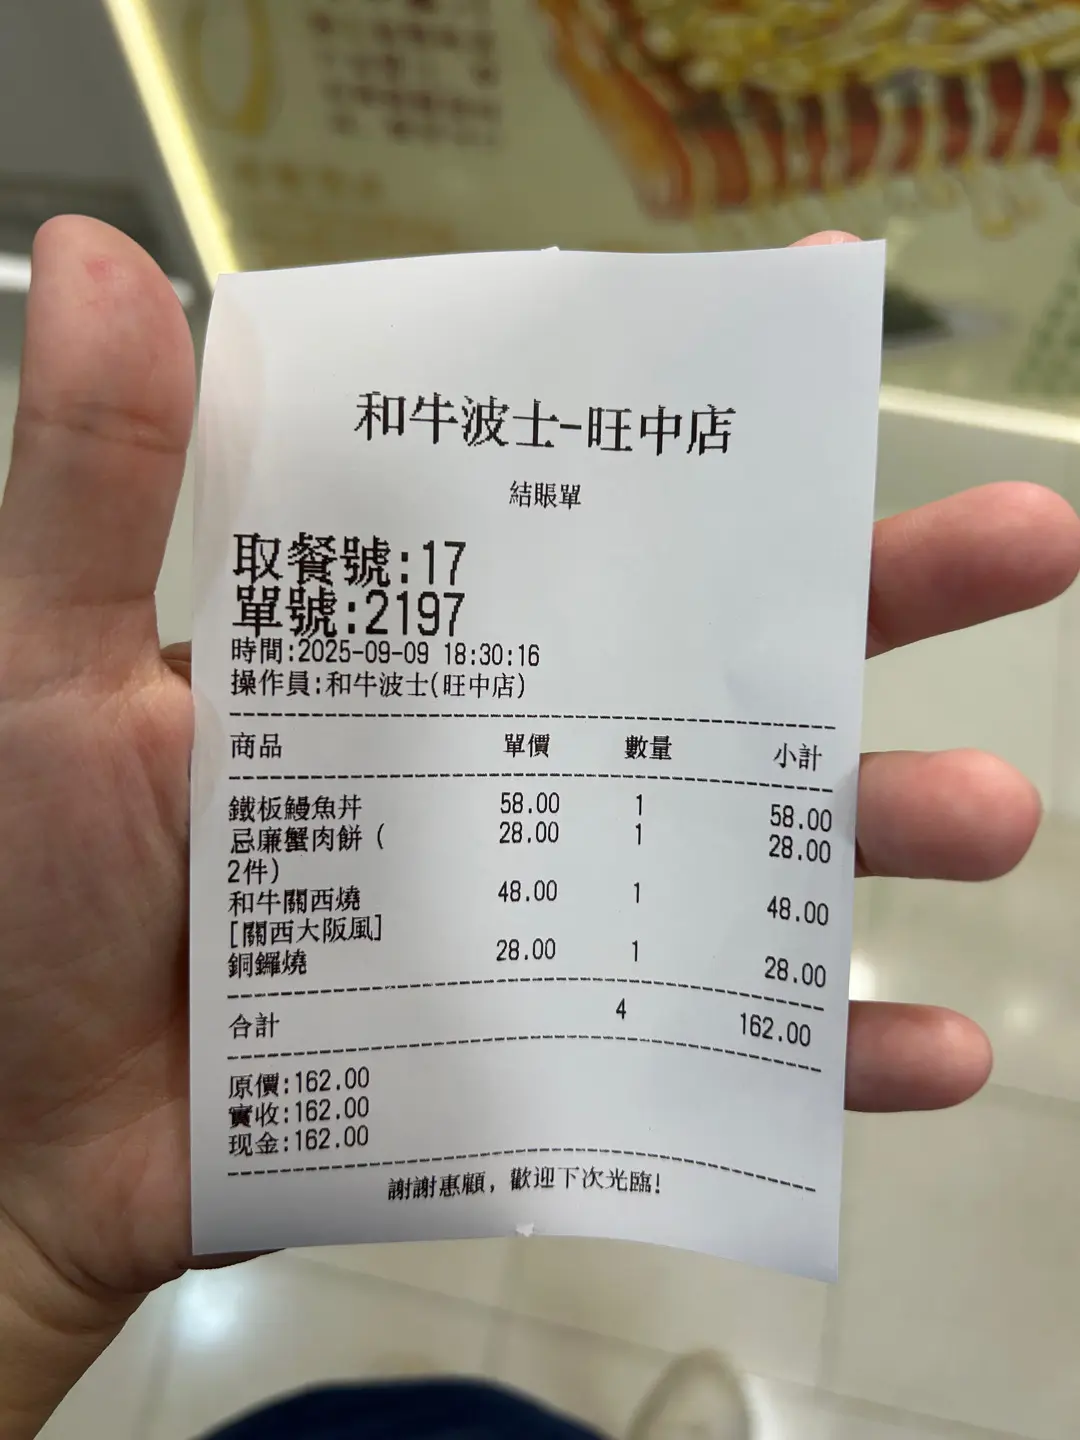 和牛波士-旺中店
結賬單
取餐號:17
單號:2197
時間:2025-09-09 18:30:16
操作員:和牛波士(旺中店)
商品 單價 數量 小計
鐵板鰻魚丼 58.00 1 58.00
忌廉蟹肉餅( 28.00 1 28.00
2件)
和牛關西燒 48.00 1 48.00
[關西大阪風]
銅鑼燒 28.00 1 28.00
合計 4 162.00
原價:162.00
實收:162.00
现金:162.00
謝謝惠顧, 歡迎下次光臨!